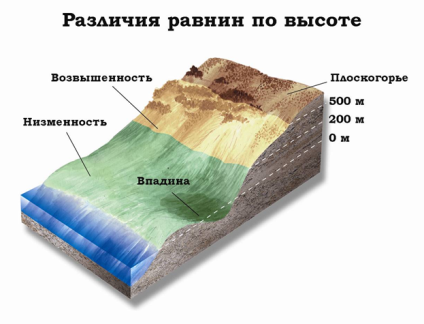 Различия равнин по высоте
Возвышенность
Плоскогорье
500 м
Низменность
200 м
0 м
Впадина